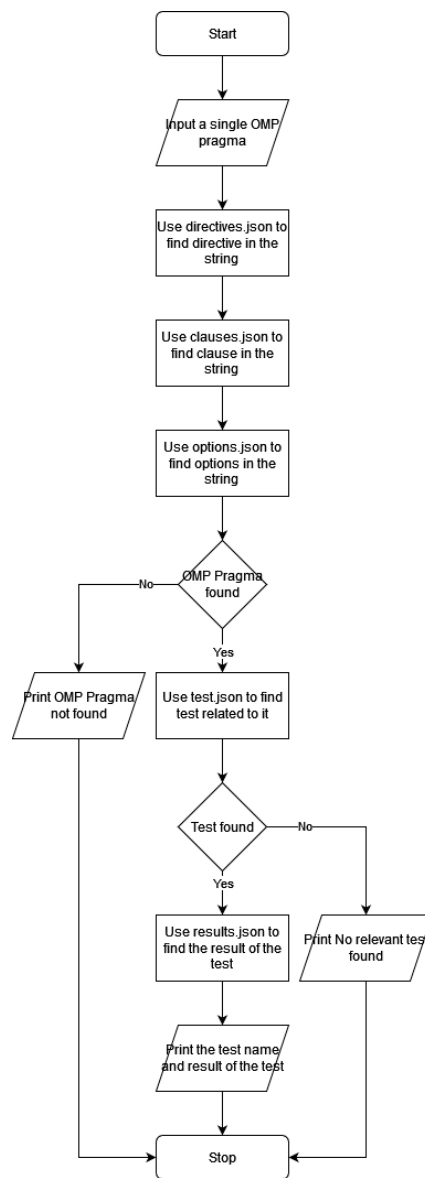 Start
Input a single OMP
pragma
Use directives.json to
find directive in the
string
Use clauses.json to
find clause in the
string
Use options.json to
find options in the
string
OMP Pragma
found
No
Yes
Print OMP Pragma
not found
Use test.json to find
test related to it
Test found
No
Yes
Use results.json to
find the result of the
test
Print No relevant test
found
Print the test name
and result of the test
Stop